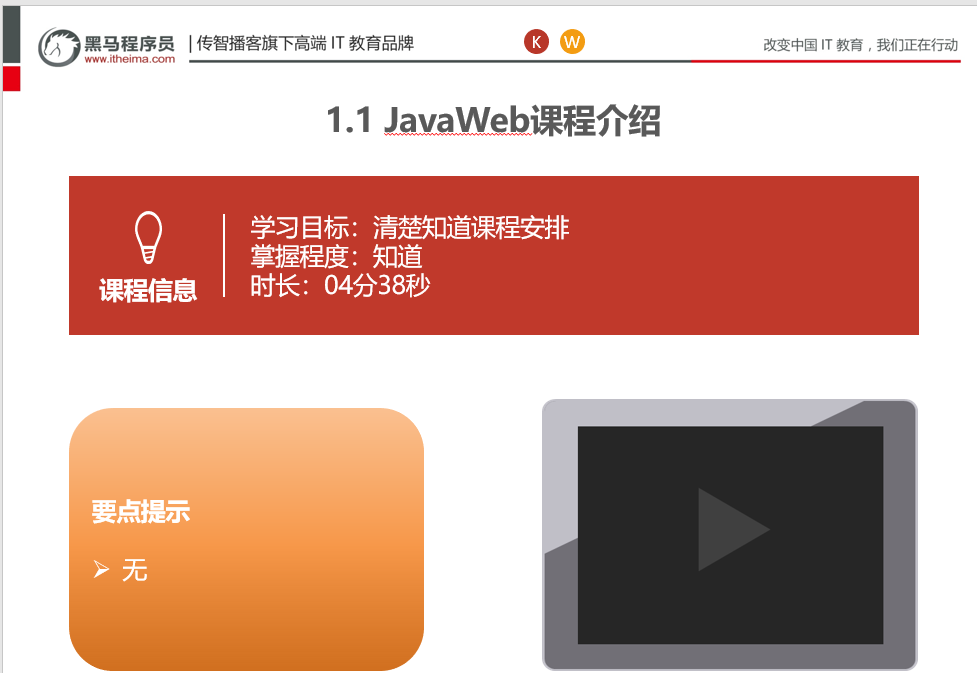 黑马程序员
www.itheima.com
|传智播客旗下高端 IT 教育品牌
K
W
改变中国 IT 教育，我们正在行动
1.1 JavaWeb课程介绍
课程信息
学习目标：清楚知道课程安排
掌握程度：知道
时长：04分38秒
要点提示
➢ 无